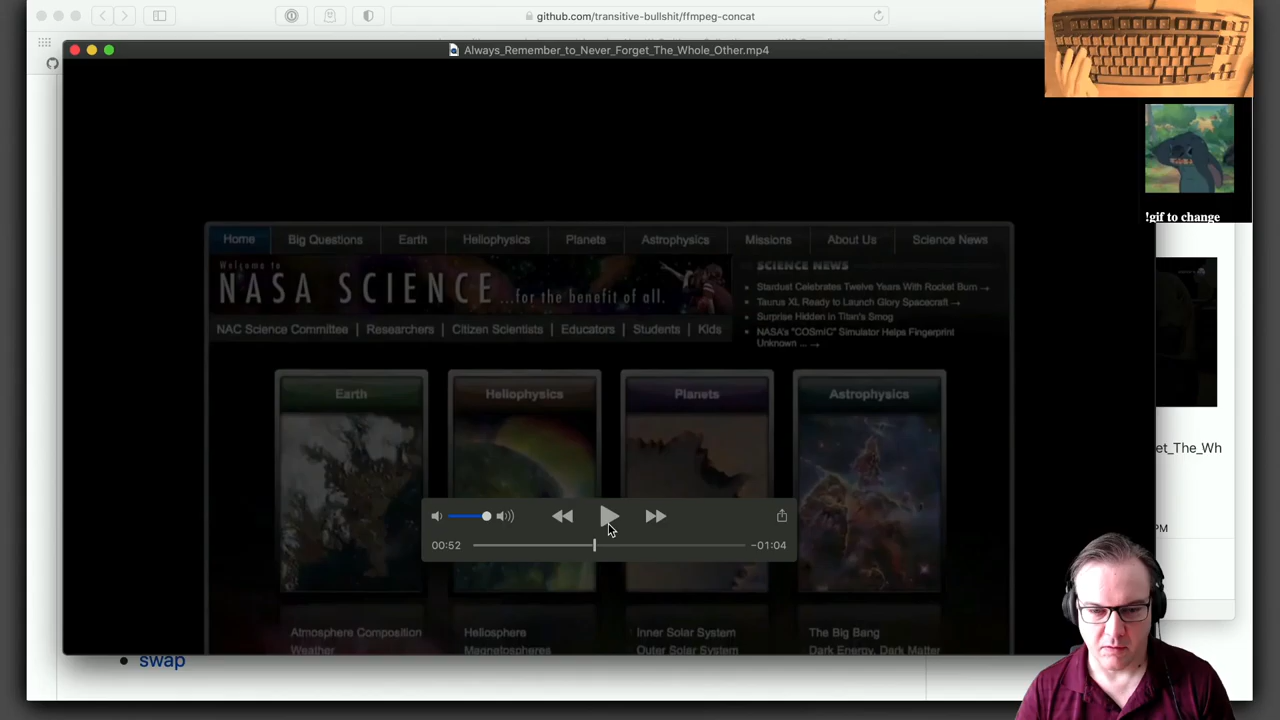 github.com/transitive-bullshit/ffmpeg-concat
Always_Remember_to_Never_Forget_The_Whole_Other.mp4
!gif to change
Home
Big Questions
Earth
Heliophysics
Planets
Astrophysics
Missions
About Us
Science News
Welcome to
NASA SCIENCE ...for the benefit of all.
SCIENCE NEWS
Stardust Celebrates Twelve Years With Rocket Burn →
Taurus XL Ready to Launch Glory Spacecraft →
Surprise Hidden in Titan's Smog
NASA's "COSmIC" Simulator Helps Fingerprint
Unknown ... →
NAC Science Committee | Researchers | Citizen Scientists | Educators | Students | Kids
Earth
Heliophysics
Planets
Astrophysics
et_The_Wh
PM
00:52
-01:04
Atmosphere Composition
Weather
Heliosphere
Magnetospheres
Inner Solar System
Outer Solar System
The Big Bang
Dark Energy, Dark Matter
swap